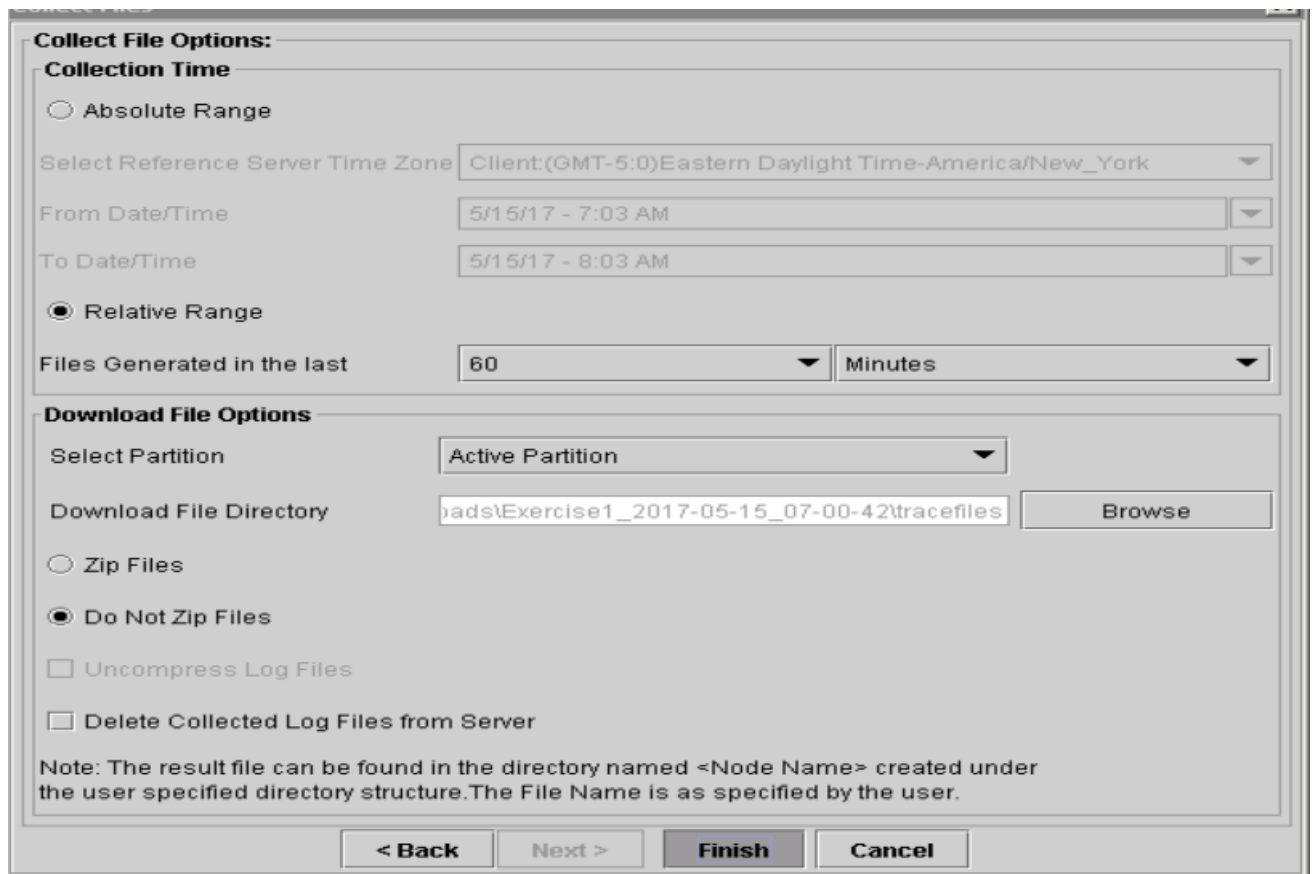 Collect Files
Collect File Options:
Collection Time
Absolute Range
Select Reference Server Time Zone Client:(GMT-5:0)Eastern Daylight Time-America/New_York
From Date/Time 5/15/17 - 7:03 AM
To Date/Time 5/15/17 - 8:03 AM
Relative Range
Files Generated in the last 60 Minutes
Download File Options
Select Partition Active Partition
Download File Directory oads\Exercise1_2017-05-15_07-00-42\tracefiles Browse
Zip Files
Do Not Zip Files
Uncompress Log Files
Delete Collected Log Files from Server
Note: The result file can be found in the directory named <Node Name> created under
the user specified directory structure.The File Name is as specified by the user.
< Back Next > Finish Cancel